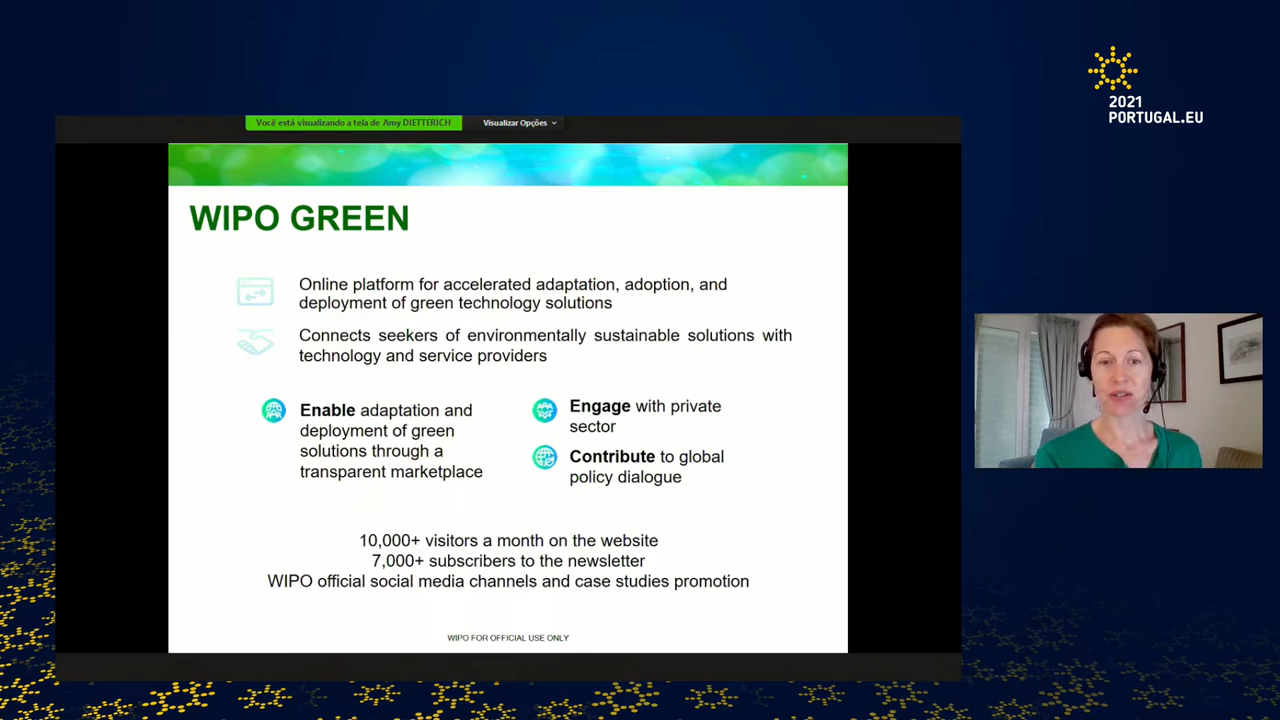 2021
PORTUGAL.EU
Você está visualizando a tela de Amy DIETTERICH
Visualizar Opções
WIPO GREEN
Online platform for accelerated adaptation, adoption, and
deployment of green technology solutions
Connects seekers of environmentally sustainable solutions with
technology and service providers
Enable adaptation and
deployment of green
solutions through a
transparent marketplace
Engage with private
sector
Contribute to global
policy dialogue
10,000+ visitors a month on the website
7,000+ subscribers to the newsletter
WIPO official social media channels and case studies promotion
WIPO FOR OFFICIAL USE ONLY